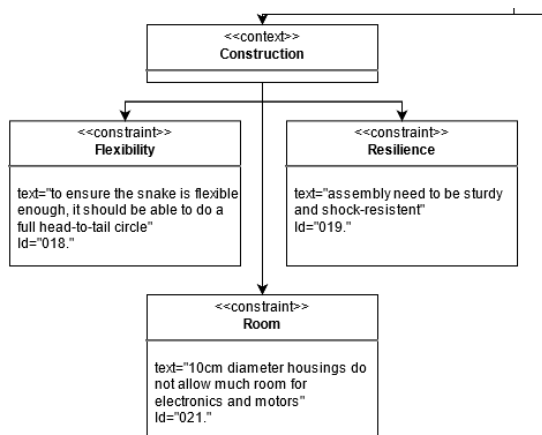 <<context>>
Construction
<<constraint>>
Flexibility
text="to ensure the snake is flexible
enough, it should be able to do a
full head-to-tail circle"
Id="018."
<<constraint>>
Resilience
text="assembly need to be sturdy
and shock-resistent"
Id="019."
<<constraint>>
Room
text="10cm diameter housings do
not allow much room for
electronics and motors"
Id="021."